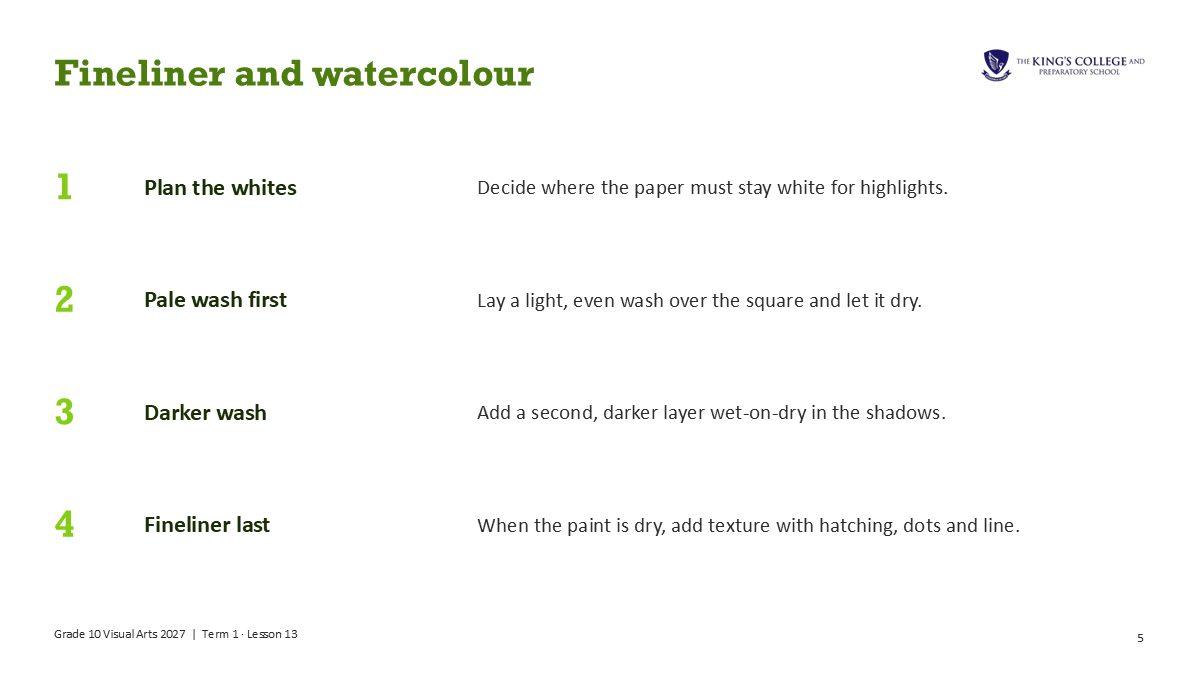 Fineliner and watercolour
THE KING'S COLLEGE AND
PREPARATORY SCHOOL
1 Plan the whites Decide where the paper must stay white for highlights.
2 Pale wash first Lay a light, even wash over the square and let it dry.
3 Darker wash Add a second, darker layer wet-on-dry in the shadows.
4 Fineliner last When the paint is dry, add texture with hatching, dots and line.
Grade 10 Visual Arts 2027 | Term 1 · Lesson 13
5